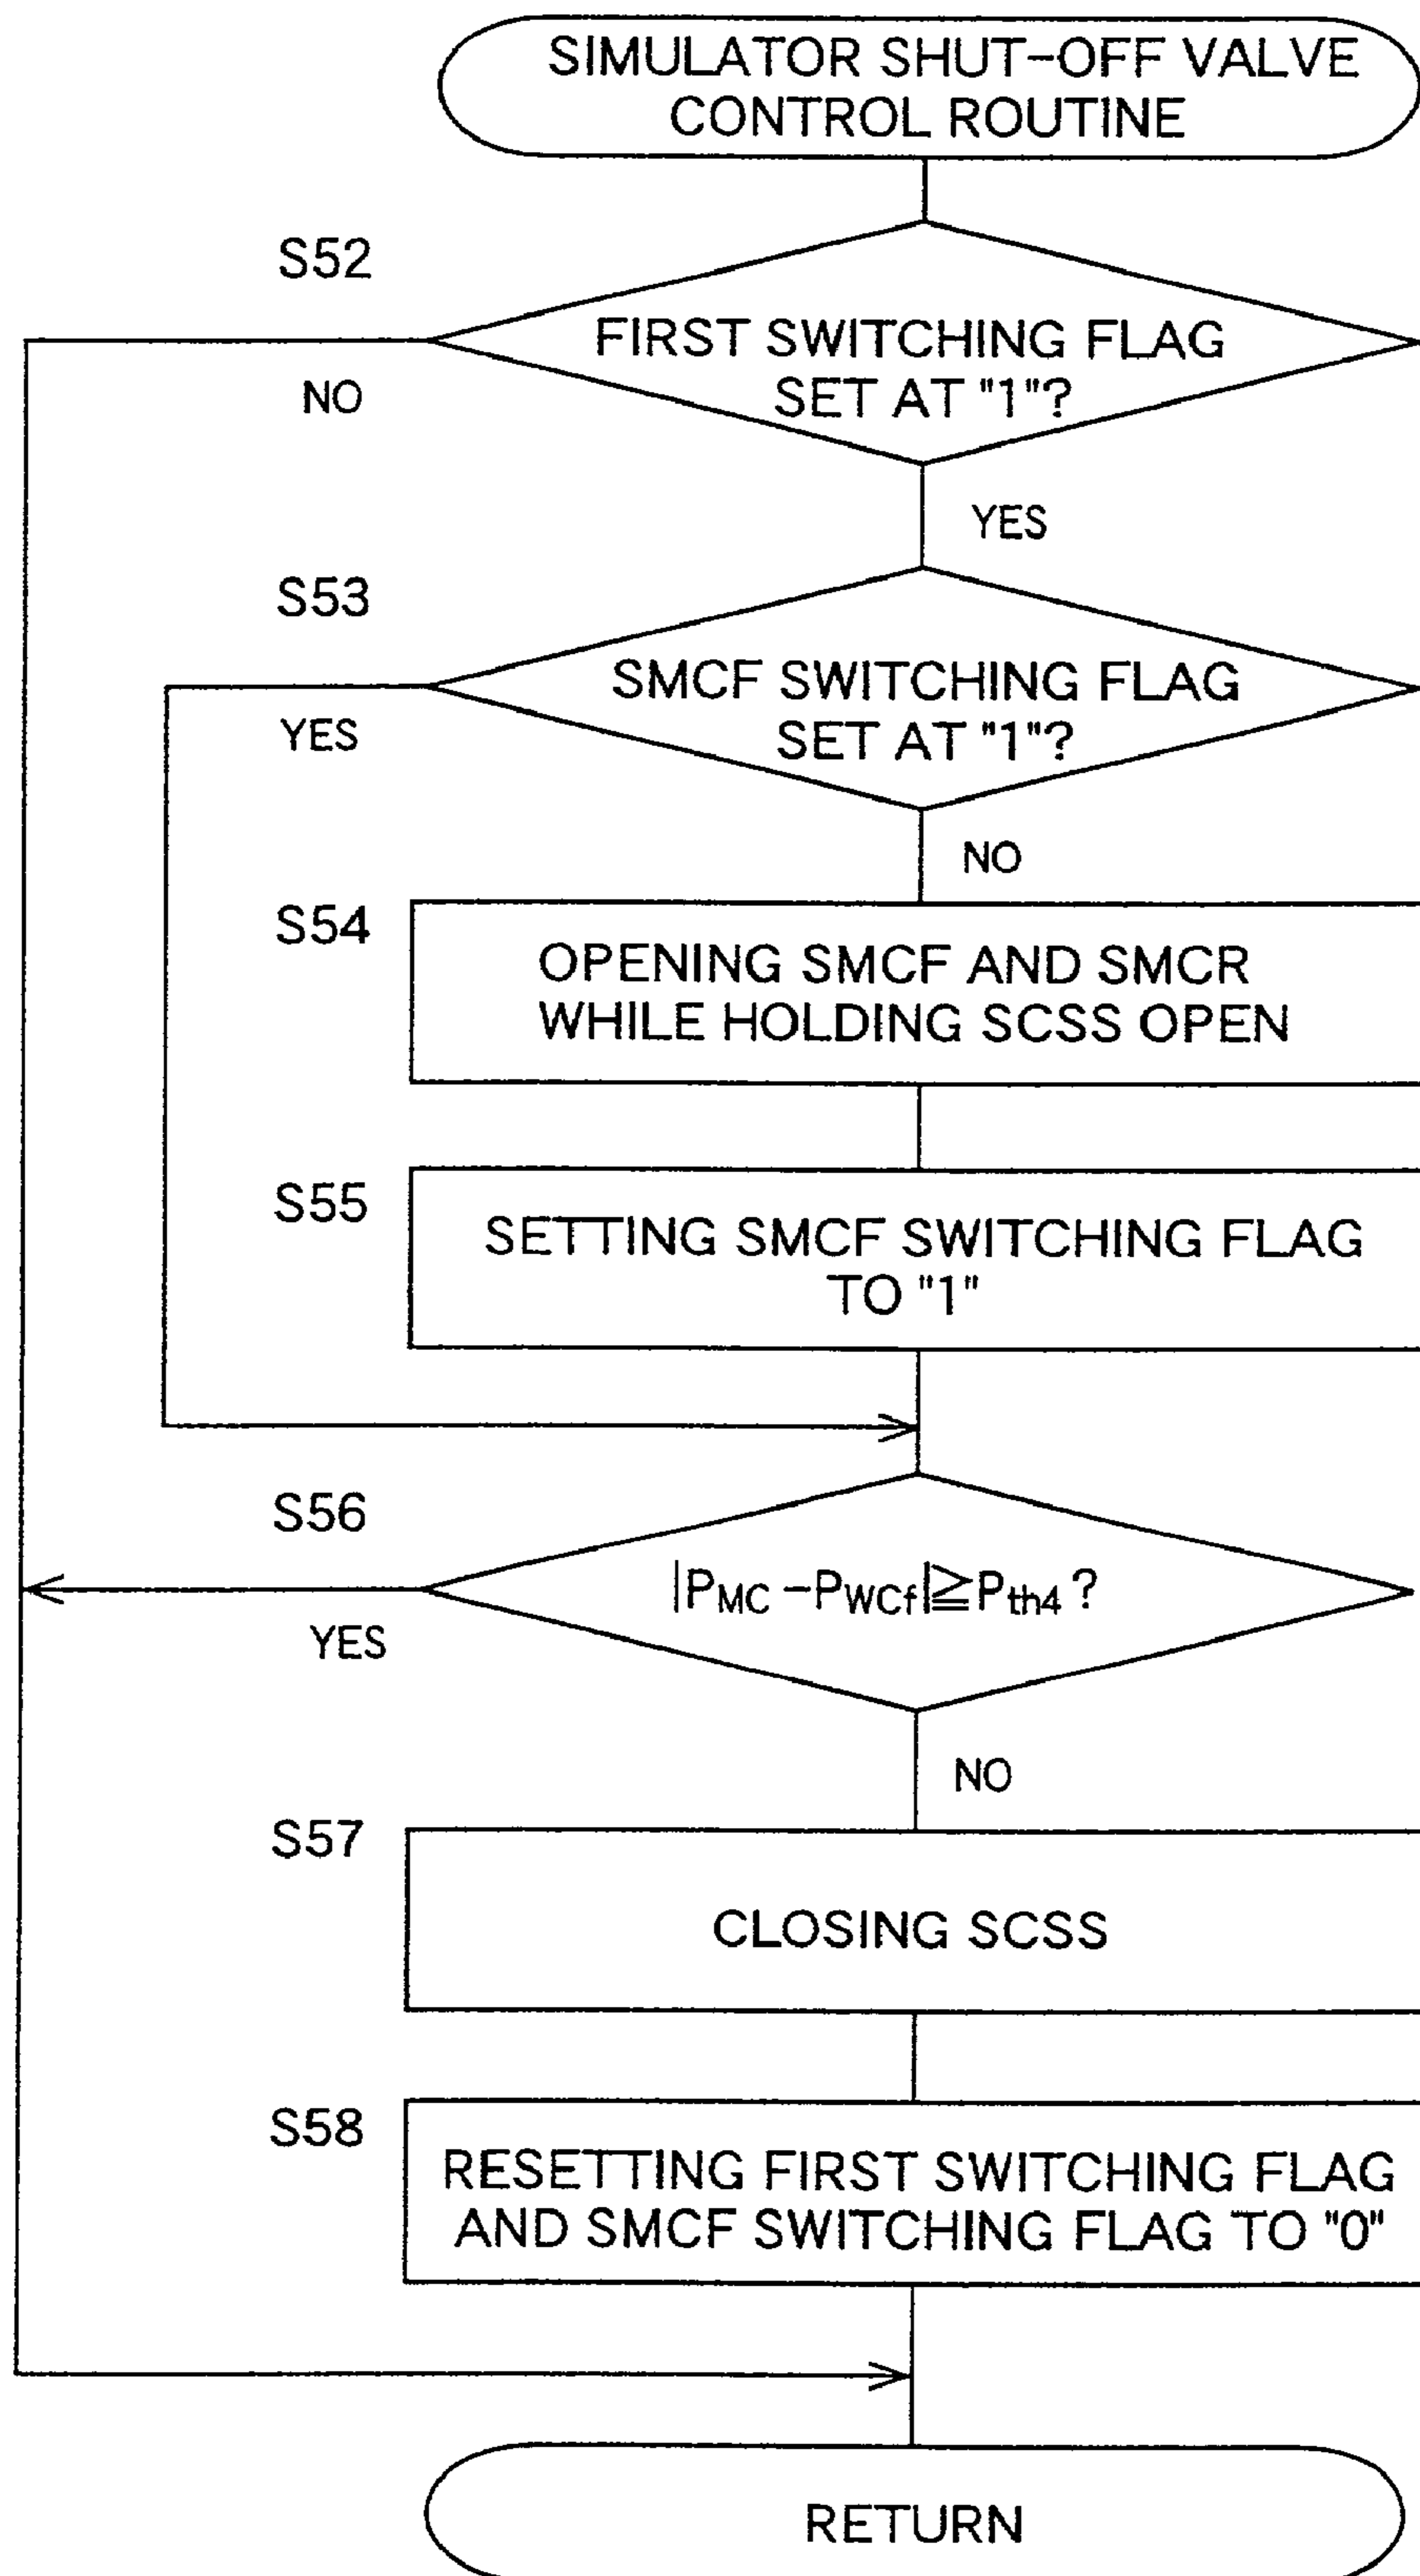 SIMULATOR SHUT-OFF VALVE
CONTROL ROUTINE
S52
FIRST SWITCHING FLAG
SET AT "1"?
NO
YES
S53
SMCF SWITCHING FLAG
SET AT "1"?
YES
NO
S54
OPENING SMCF AND SMCR
WHILE HOLDING SCSS OPEN
S55
SETTING SMCF SWITCHING FLAG
TO "1"
S56
|PMC -PWCf|≧Pth4 ?
YES
NO
S57
CLOSING SCSS
S58
RESETTING FIRST SWITCHING FLAG
AND SMCF SWITCHING FLAG TO "0"
RETURN